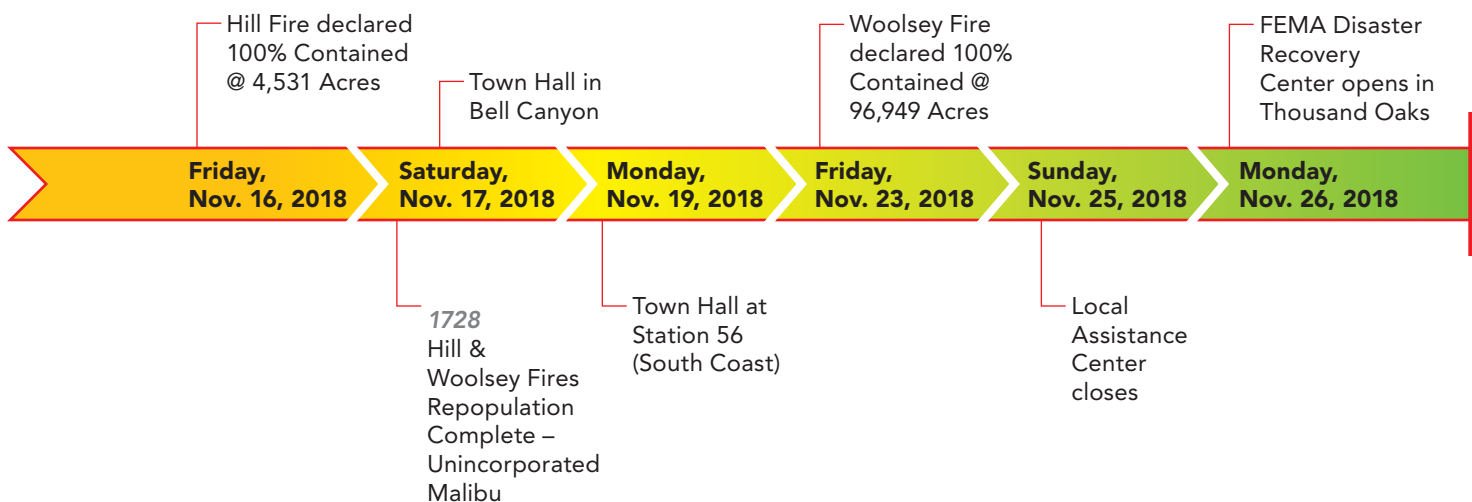 Hill Fire declared
100% Contained
@ 4,531 Acres
Town Hall in
Bell Canyon
Woolsey Fire
declared 100%
Contained @
96,949 Acres
FEMA Disaster
Recovery
Center opens in
Thousand Oaks
Friday,
Nov. 16, 2018
Saturday,
Nov. 17, 2018
Monday,
Nov. 19, 2018
Friday,
Nov. 23, 2018
Sunday,
Nov. 25, 2018
Monday,
Nov. 26, 2018
1728
Hill &
Woolsey Fires
Repopulation
Complete –
Unincorporated
Malibu
Town Hall at
Station 56
(South Coast)
Local
Assistance
Center
closes